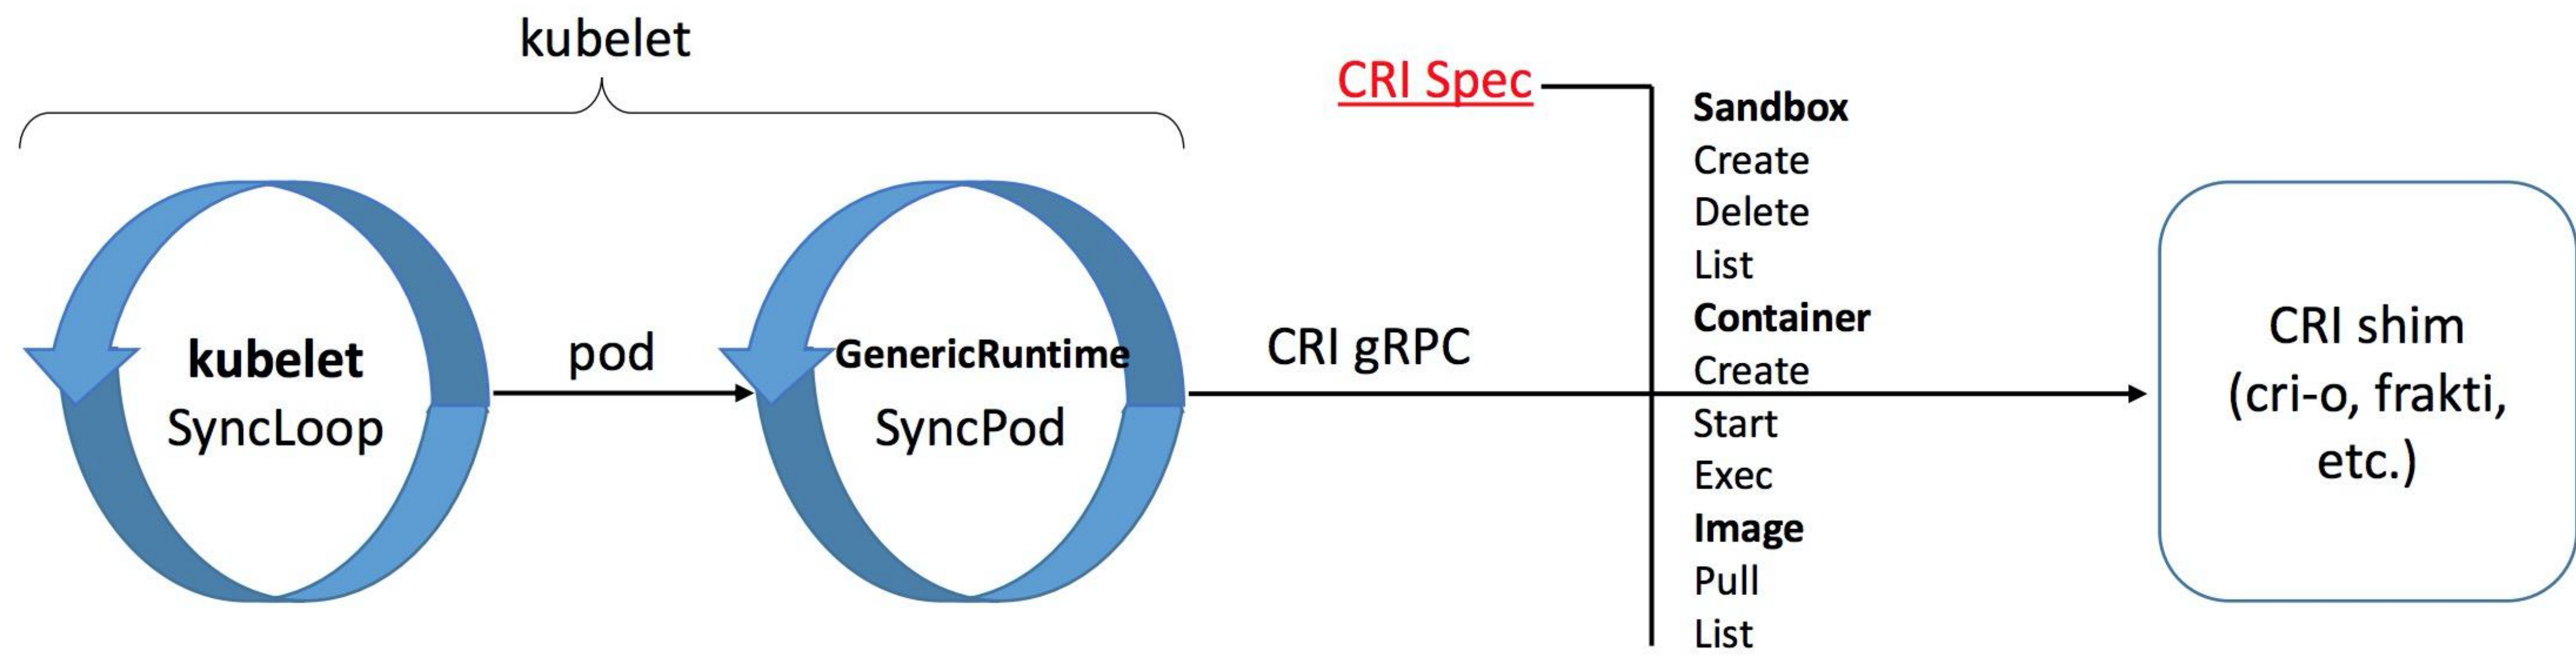 kubelet
kubelet
SyncLoop
pod
GenericRuntime
SyncPod
CRI gRPC
CRI Spec
Sandbox
Create
Delete
List
Container
Create
Start
Exec
Image
Pull
List
CRI shim
(cri-o, frakti,
etc.)